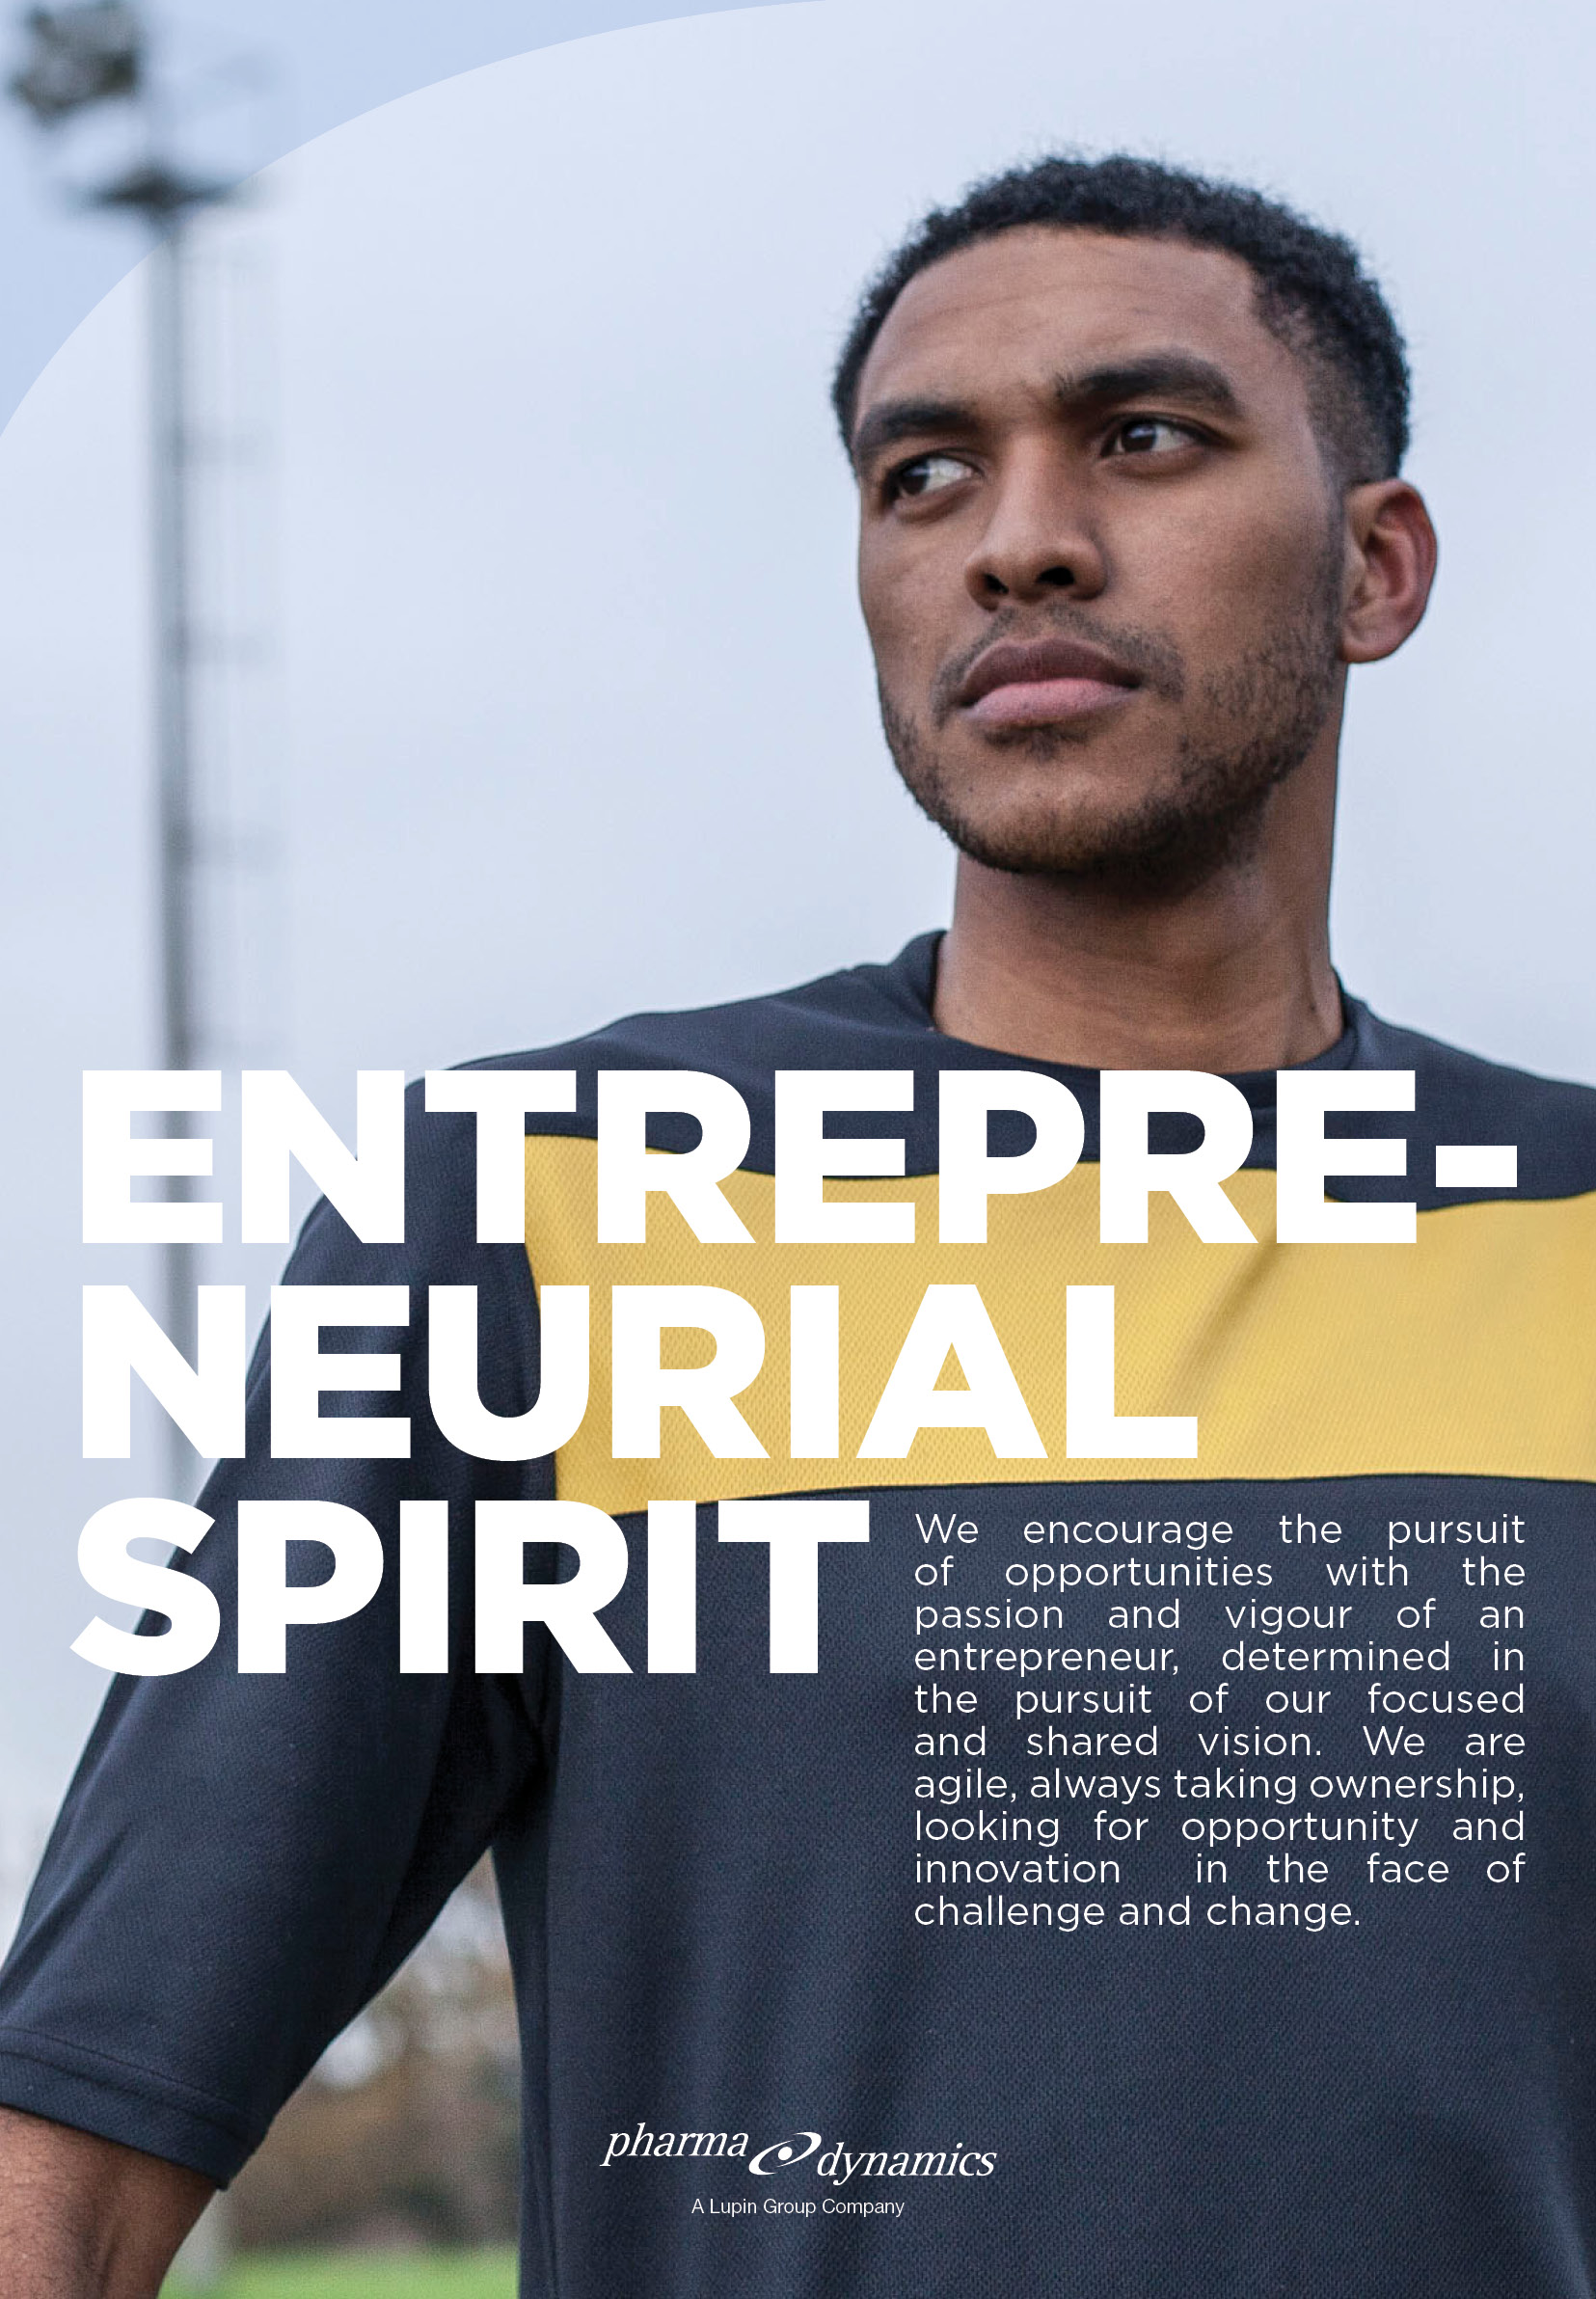 ENTREPRE-
NEURIAL
SPIRIT
We encourage the pursuit
of opportunities with the
passion and vigour of an
entrepreneur, determined in
the pursuit of our focused
and shared vision. We are
agile, always taking ownership,
looking for opportunity and
innovation in the face of
challenge and change.
pharma dynamics
A Lupin Group Company